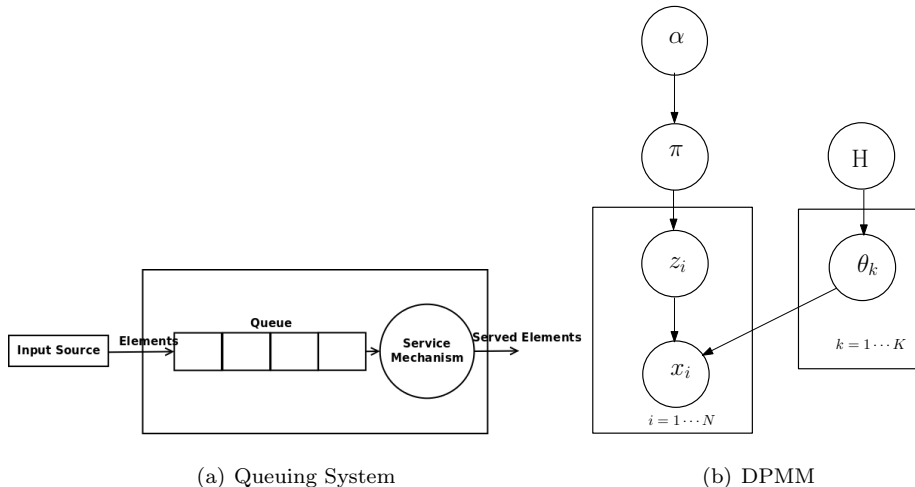 α
π
H
z_i
θ_k
Queue
Input Source
Elements
Service
Mechanism
Served Elements
k = 1 ⋯ K
x_i
i = 1 ⋯ N
(a) Queuing System
(b) DPMM